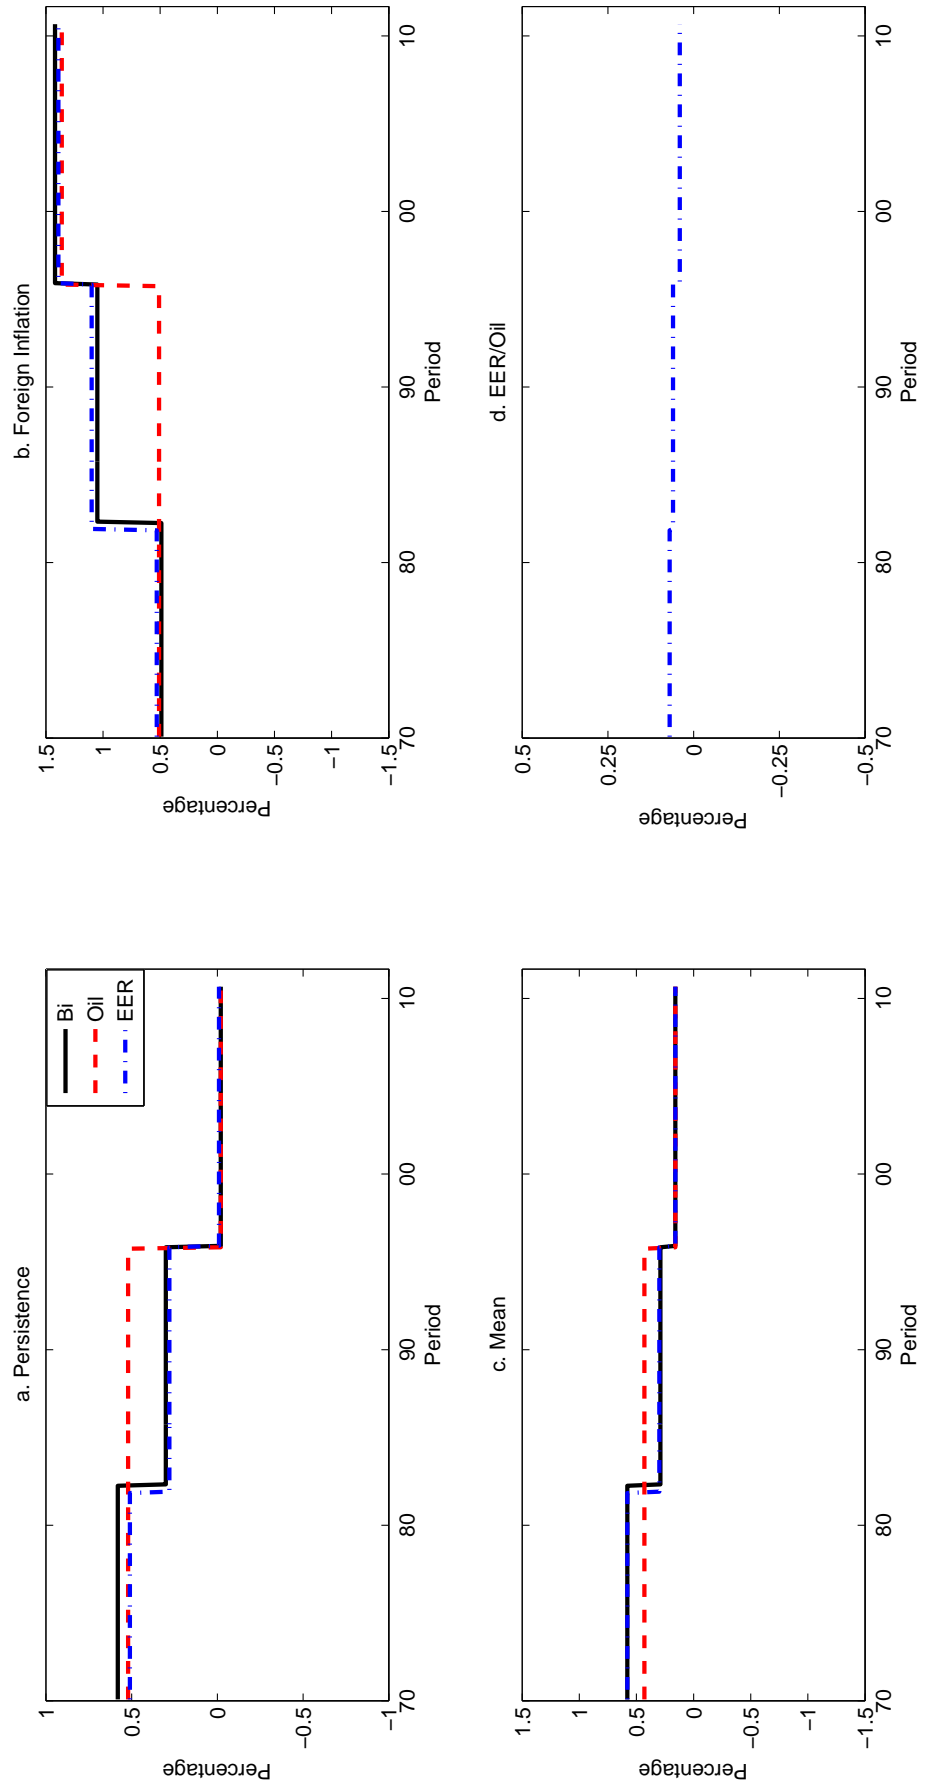 a. Persistence
1
0.5
0
−0.5
−1
Percentage
70
80
90
00
10
Period
Bi
Oil
EER
b. Foreign Inflation
1.5
1
0.5
0
−0.5
−1
−1.5
Percentage
70
80
90
00
10
Period
c. Mean
1.5
1
0.5
0
−0.5
−1
−1.5
Percentage
70
80
90
00
10
Period
d. EER/Oil
0.5
0.25
0
−0.25
−0.5
Percentage
70
80
90
00
10
Period